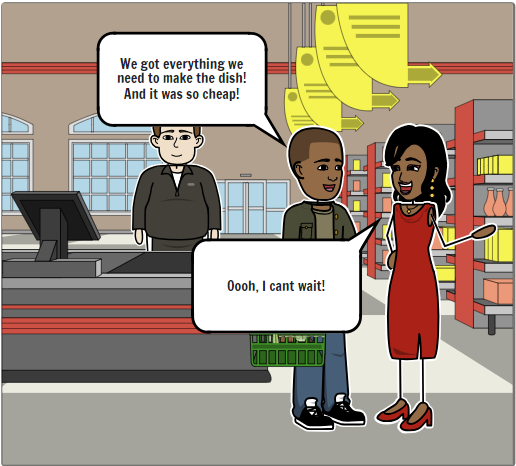 We got everything we
need to make the dish!
And it was so cheap!
Oooh, I cant wait!